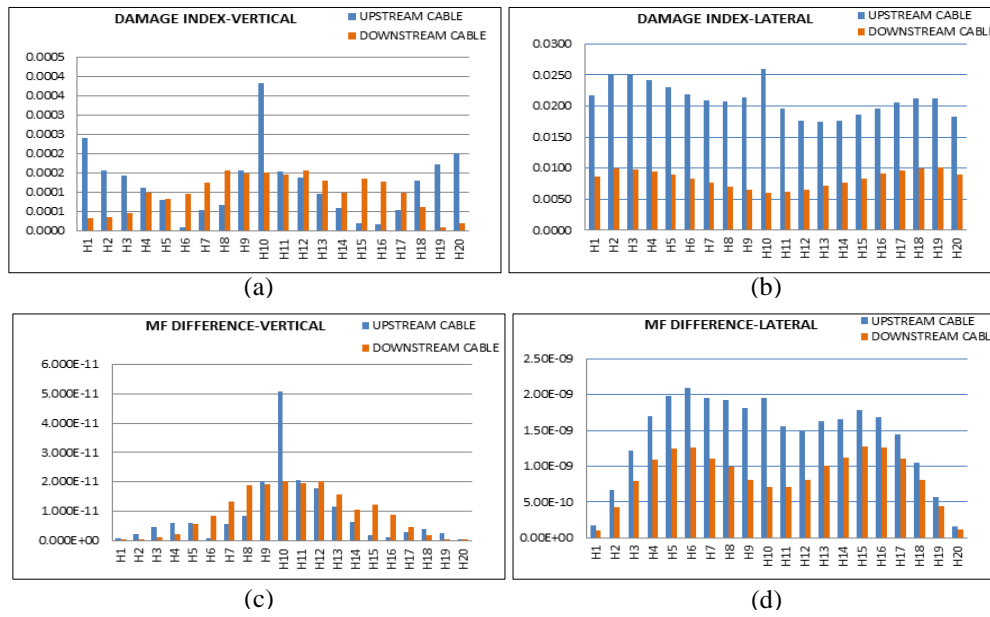 DAMAGE INDEX-VERTICAL
UPSTREAM CABLE
DOWNSTREAM CABLE
0.0005
0.0004
0.0004
0.0003
0.0003
0.0002
0.0002
0.0001
0.0001
0.0000
H1 H2 H3 H4 H5 H6 H7 H8 H9 H10 H11 H12 H13 H14 H15 H16 H17 H18 H19 H20
(a)
DAMAGE INDEX-LATERAL
UPSTREAM CABLE
DOWNSTREAM CABLE
0.0300
0.0250
0.0200
0.0150
0.0100
0.0050
0.0000
H1 H2 H3 H4 H5 H6 H7 H8 H9 H10 H11 H12 H13 H14 H15 H16 H17 H18 H19 H20
(b)
MF DIFFERENCE-VERTICAL
UPSTREAM CABLE
DOWNSTREAM CABLE
6.000E-11
5.000E-11
4.000E-11
3.000E-11
2.000E-11
1.000E-11
0.000E+00
H1 H2 H3 H4 H5 H6 H7 H8 H9 H10 H11 H12 H13 H14 H15 H16 H17 H18 H19 H20
(c)
MF DIFFERENCE-LATERAL
UPSTREAM CABLE
DOWNSTREAM CABLE
2.50E-09
2.00E-09
1.50E-09
1.00E-09
5.00E-10
0.00E+00
H1 H2 H3 H4 H5 H6 H7 H8 H9 H10 H11 H12 H13 H14 H15 H16 H17 H18 H19 H20
(d)